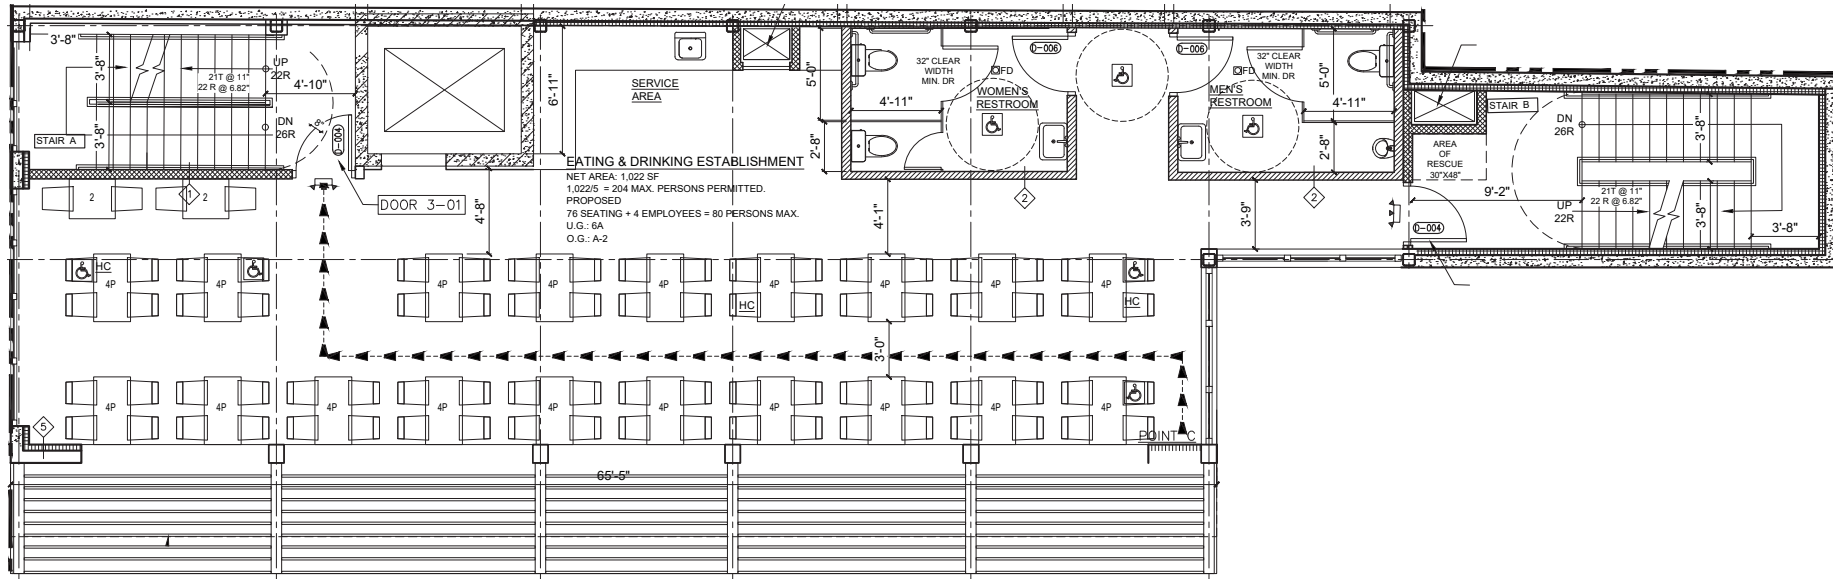 3'-8"
3'-8"
21T @ 11"
22 R @ 6.82"
UP
22R
4'-10"
DN
26R
STAIR A
3'-8"
8"
D-004
DOOR 3-01
6'-11"
SERVICE
AREA
EATING & DRINKING ESTABLISHMENT
NET AREA: 1,022 SF
1,022/5 = 204 MAX. PERSONS PERMITTED.
PROPOSED
76 SEATING + 4 EMPLOYEES = 80 PERSONS MAX.
U.G.: 6A
O.G.: A-2
4'-8"
5'-0"
2'-8"
4'-11"
32" CLEAR
WIDTH
MIN. DR
FD
D-006
WOMEN'S
RESTROOM
D-006
32" CLEAR
WIDTH
MIN. DR
FD
MEN'S
RESTROOM
5'-0"
4'-11"
2'-8"
2
2
4'-1"
3'-9"
STAIR B
AREA
OF
RESCUE
30"X48"
DN
26R
3'-8"
9'-2"
UP
22R
21T @ 11"
22 R @ 6.82"
3'-8"
3'-8"
D-004
2
1
2
HC
4P
4P
4P
4P
4P
4P
HC
4P
4P
4P
HC
3'-0"
4P
4P
4P
4P
4P
4P
4P
4P
4P
4P
5
POINT C
65'-5"